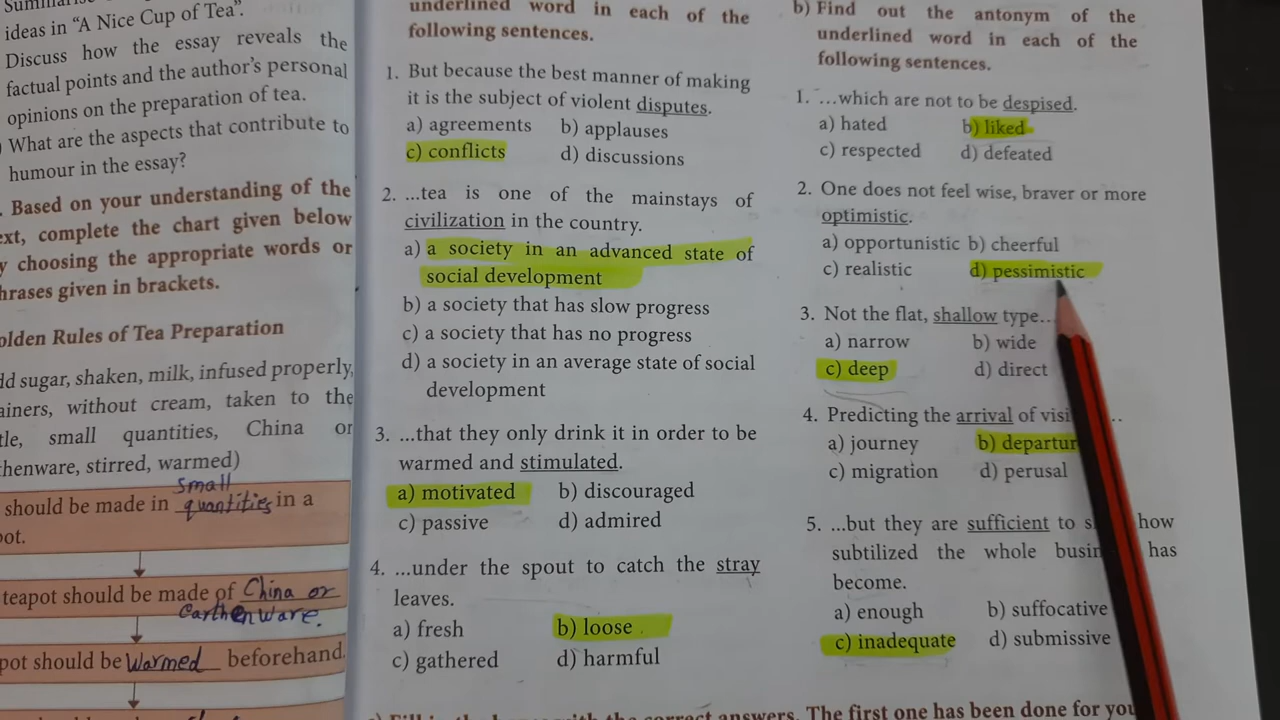 ideas in "A Nice Cup of Tea".
Discuss how the essay reveals the
factual points and the author's personal
opinions on the preparation of tea.
What are the aspects that contribute to
humour in the essay?
. Based on your understanding of the
complete the chart given below
choosing the appropriate words or
given in brackets.
Rules of Tea Preparation
sugar, shaken, milk, infused properly,
without cream, taken to the
small quantities, China or
stirred, warmed)
should be made in small quantities in a
teapot should be made of China or
earthenware.
should be warmed beforehand.
underlined word in each of the
following sentences.
1. But because the best manner of making
it is the subject of violent disputes.
a) agreements b) applauses
c) conflicts d) discussions
2. ...tea is one of the mainstays of
civilization in the country.
a) a society in an advanced state of
social development
b) a society that has slow progress
c) a society that has no progress
d) a society in an average state of social
development
3. ...that they only drink it in order to be
warmed and stimulated.
a) motivated b) discouraged
c) passive d) admired
4. ...under the spout to catch the stray
leaves.
a) fresh b) loose
c) gathered d) harmful
b) Find out the antonym of the
underlined word in each of the
following sentences.
1. ...which are not to be despised.
a) hated b) liked
c) respected d) defeated
2. One does not feel wise, braver or more
optimistic.
a) opportunistic b) cheerful
c) realistic d) pessimistic
3. Not the flat, shallow type...
a) narrow b) wide
c) deep d) direct
4. Predicting the arrival of
a) journey b) departur
c) migration d) perusal
5. ...but they are sufficient to how
subtilized the whole has
become.
a) enough b) suffocative
c) inadequate d) submissive
with the correct answers. The first one has been done for you